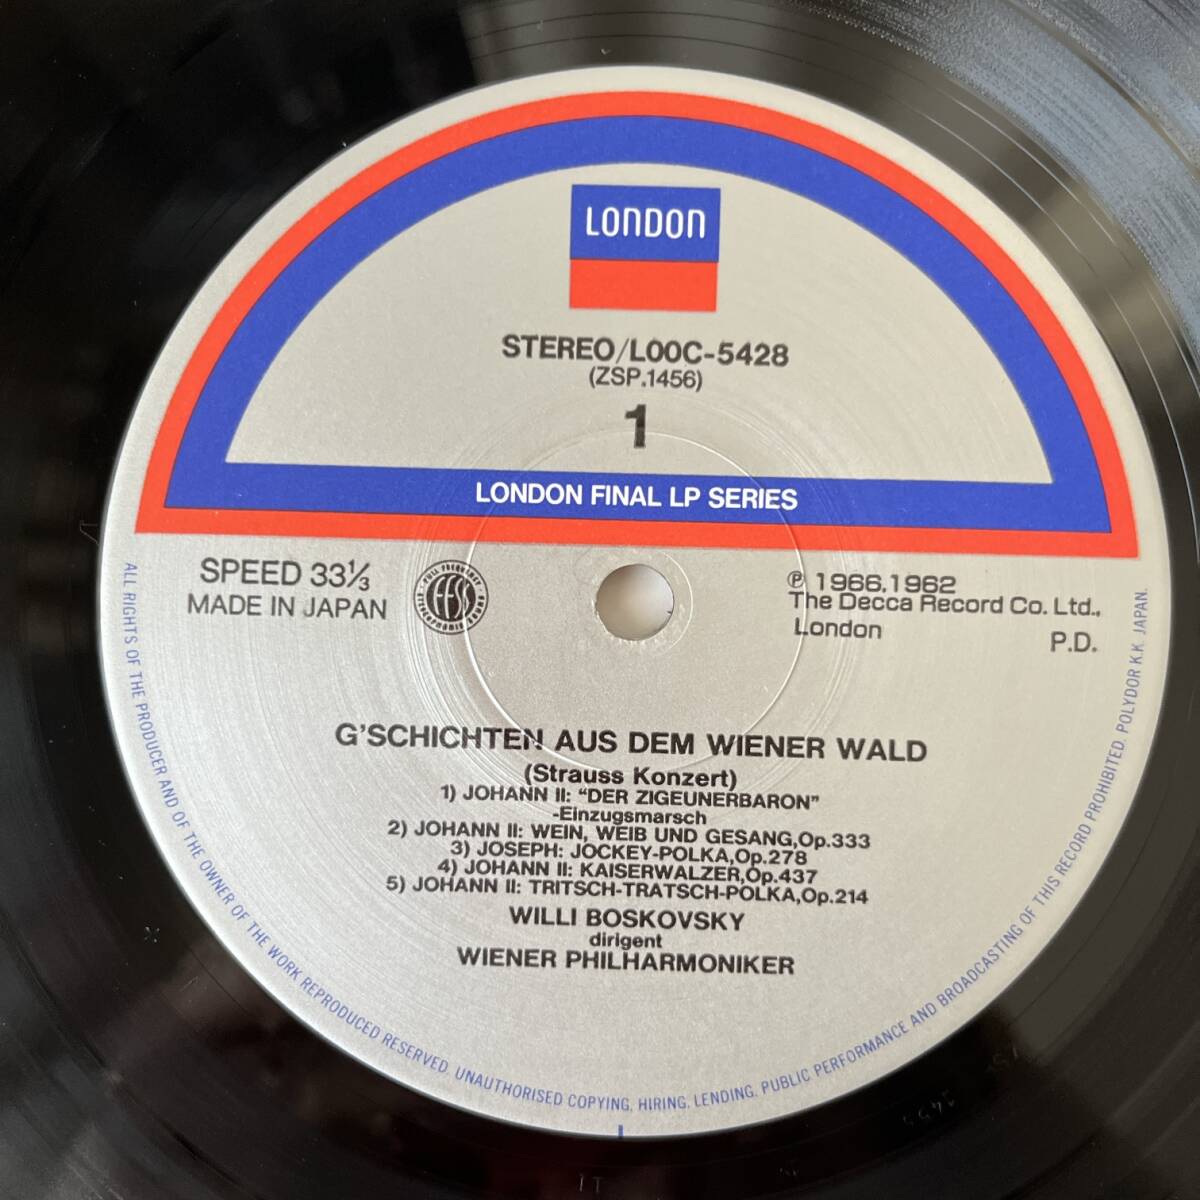 LONDON
STEREO/LOOC-5428
(ZSP.1456)
1
LONDON FINAL LP SERIES
SPEED 33⅓
MADE IN JAPAN
FULL FREQUENCY
FFSS
℗ 1966,1962
The Decca Record Co. Ltd.,
London
P.D.
G'SCHICHTEN AUS DEM WIENER WALD
(Strauss Konzert)
1) JOHANN II: “DER ZIGEUNERBARON”
-Einzugsmarsch
2) JOHANN II: WEIN, WEIB UND GESANG,Op.333
3) JOSEPH: JOCKEY-POLKA,Op.278
4) JOHANN II: KAISERWALZER,Op.437
5) JOHANN II: TRITSCH-TRATSCH-POLKA,Op.214
WILLI BOSKOVSKY
dirigent
WIENER PHILHARMONIKER
ALL RIGHTS OF THE PRODUCER AND OF THE OWNER OF THE WORK REPRODUCED RESERVED. UNAUTHORISED COPYING, HIRING, LENDING, PUBLIC PERFORMANCE AND BROADCASTING OF THIS RECORD PROHIBITED. POLYDOR K.K. JAPAN.